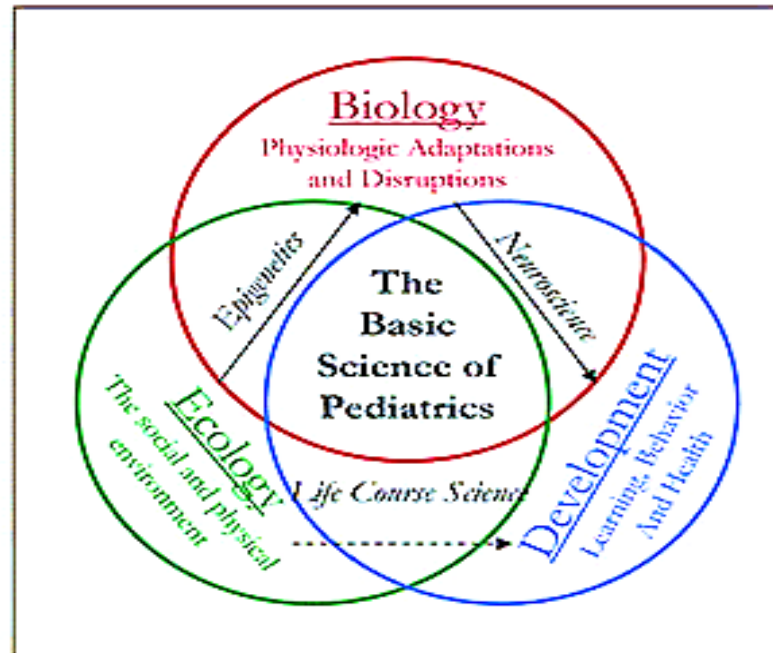 Biology
Physiologic Adaptations
and Disruptions
Epigenetics
Neuroscience
The
Basic
Science of
Pediatrics
Ecology
The social and physical
environment
Life Course Science
Development
Learning, Behavior
And Health